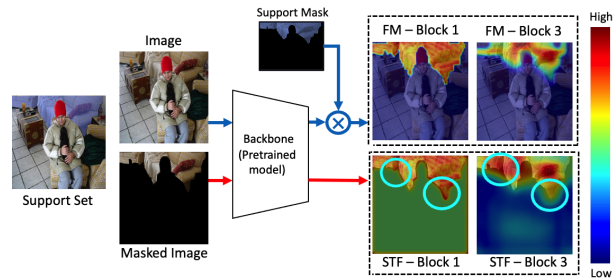 Support Mask
High
Image
FM – Block 1
FM – Block 3
Backbone
(Pretrained
model)
Support Set
Masked Image
STF – Block 1
STF – Block 3
Low